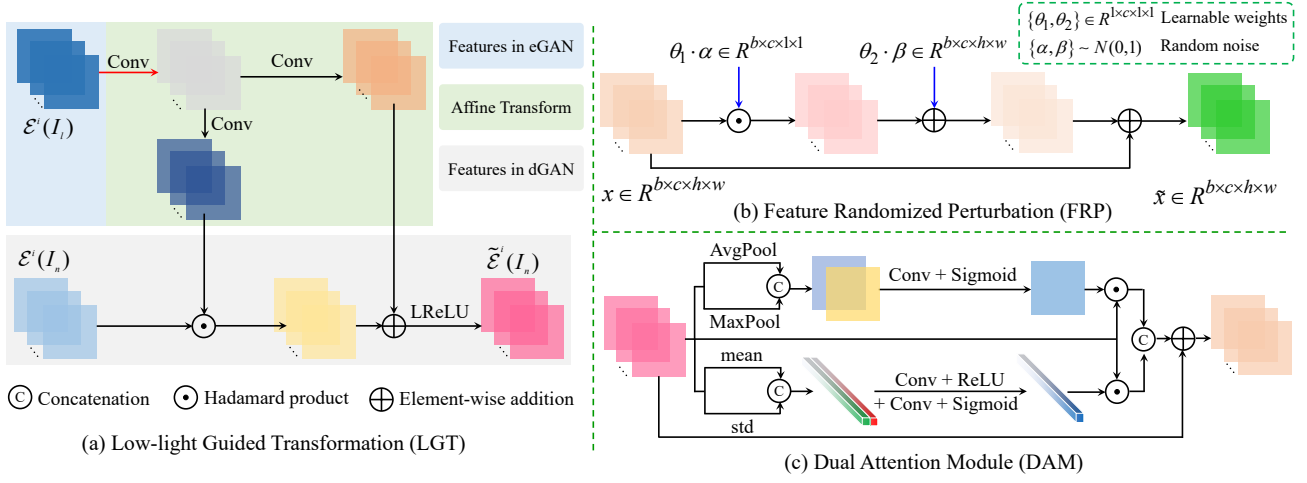 Conv
Conv
Conv
ℰ^i(I_l)
Features in eGAN
Affine Transform
Features in dGAN
ℰ^i(I_n)
ℰ̃^i(I_n)
LReLU
C Concatenation
Hadamard product
Element-wise addition
(a) Low-light Guided Transformation (LGT)
{θ_1, θ_2} ∈ R^{1×c×1×1} Learnable weights
{α, β} ~ N(0,1) Random noise
θ_1 · α ∈ R^{b×c×1×1}
θ_2 · β ∈ R^{b×c×h×w}
x ∈ R^{b×c×h×w}
x̃ ∈ R^{b×c×h×w}
(b) Feature Randomized Perturbation (FRP)
AvgPool
C
MaxPool
Conv + Sigmoid
C
mean
C
std
Conv + ReLU
+ Conv + Sigmoid
(c) Dual Attention Module (DAM)